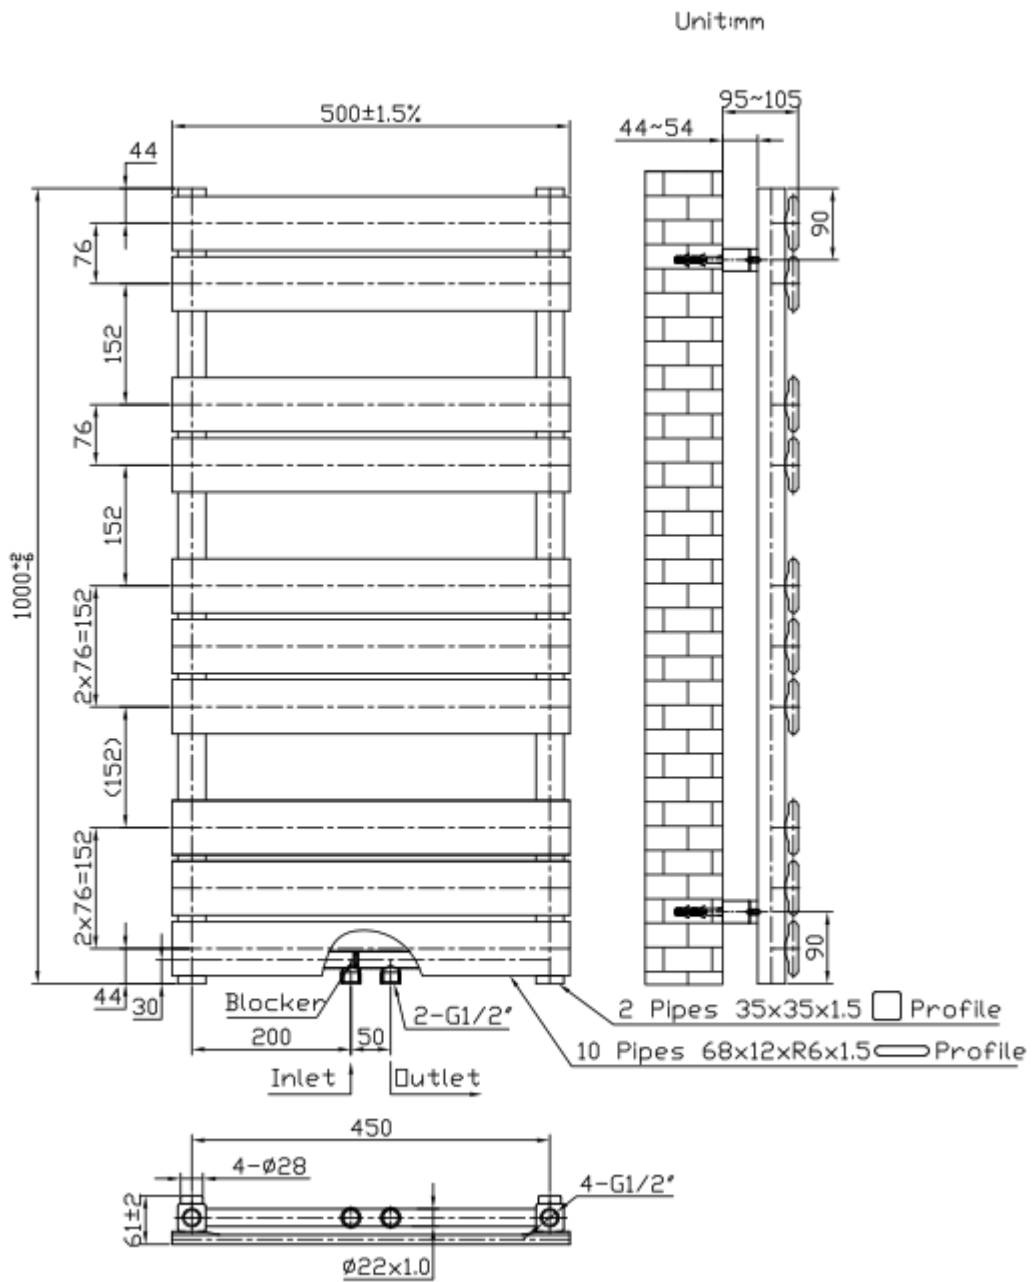 Unit:mm
500±1.5%
95~105
44~54
44
90
76
152
76
152
1000±2/6
2x76=152
(152)
2x76=152
90
44
30
Blocker
2-G1/2"
2 Pipes 35x35x1.5 Profile
200
50
10 Pipes 68x12xR6x1.5 Profile
Inlet
Outlet
450
4-Ø28
4-G1/2"
61±2
Ø22x1.0